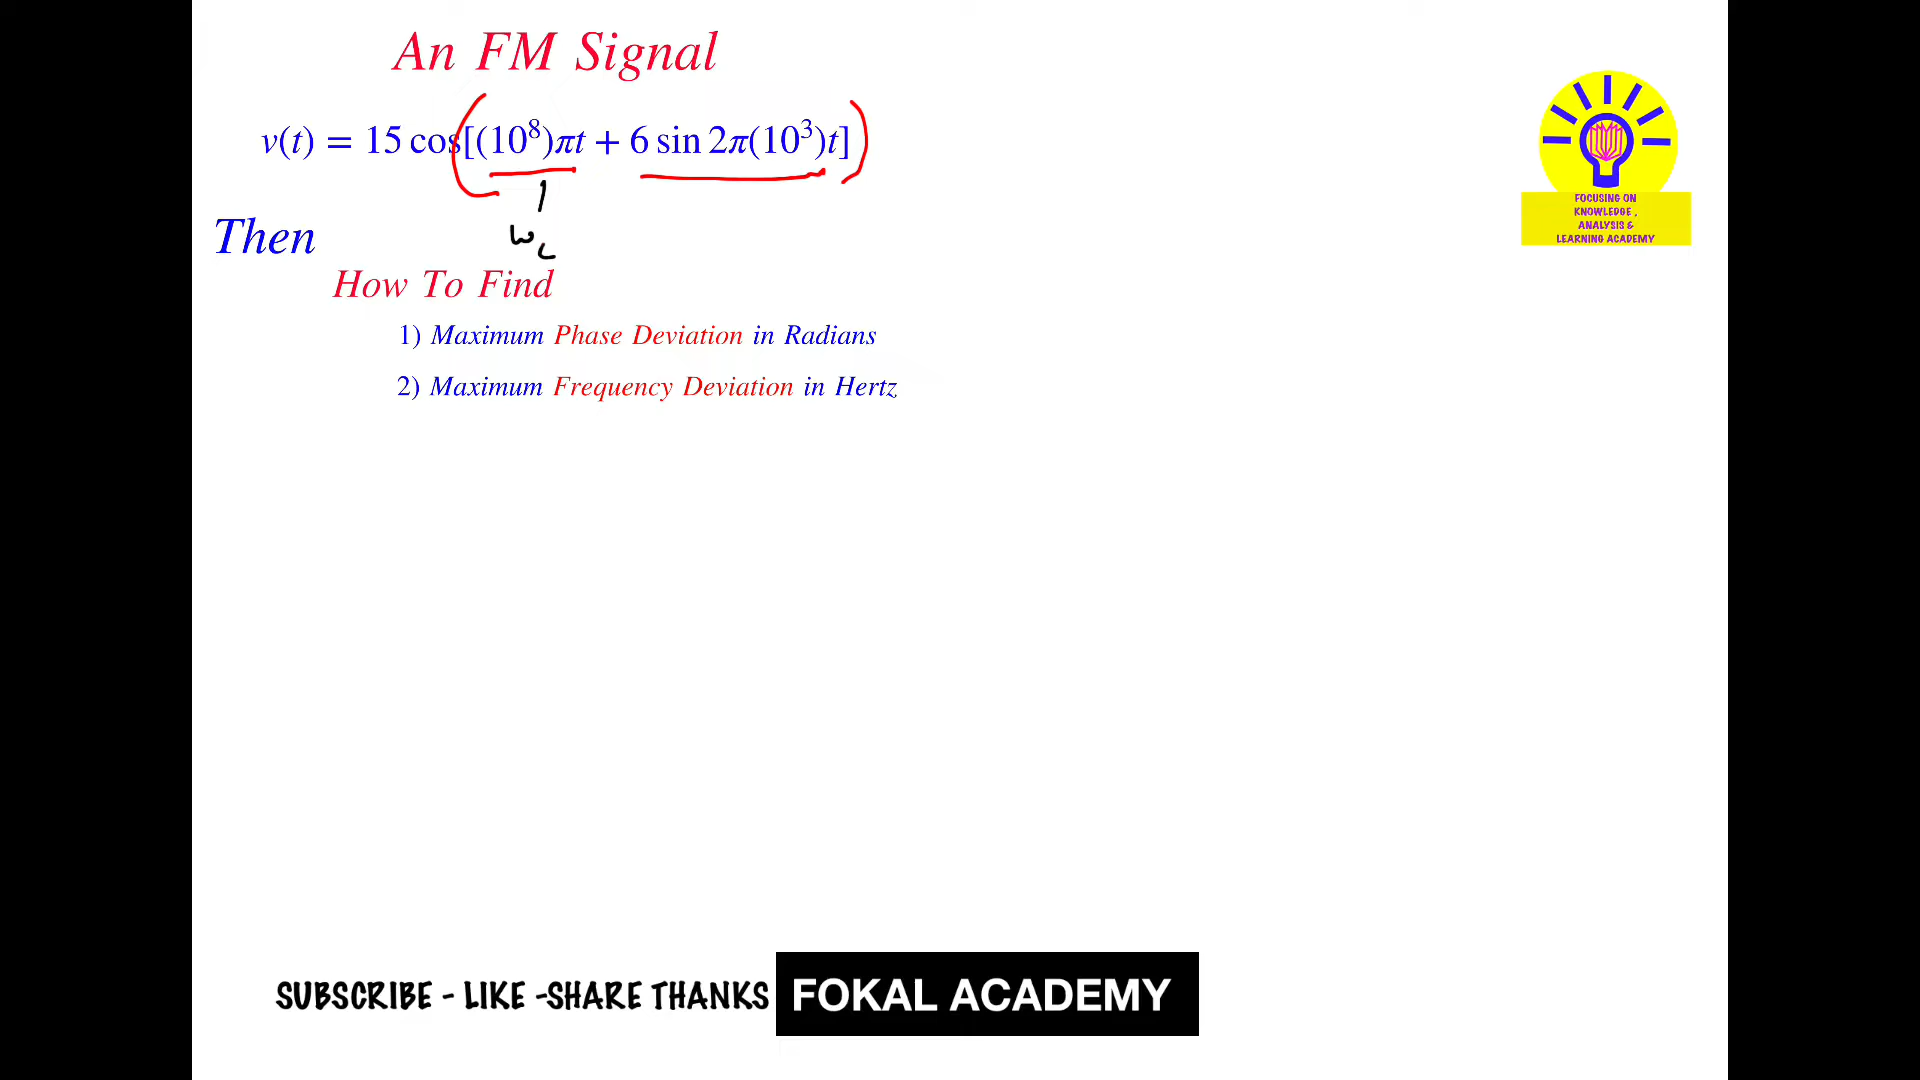 An FM Signal
v(t) = 15 cos[(10⁸)πt + 6 sin 2π(10³)t]
ω_c
Then
How To Find
1) Maximum Phase Deviation in Radians
2) Maximum Frequency Deviation in Hertz
FOCUSING ON
KNOWLEDGE ,
ANALYSIS &
LEARNING ACADEMY
SUBSCRIBE - LIKE -SHARE THANKS FOKAL ACADEMY